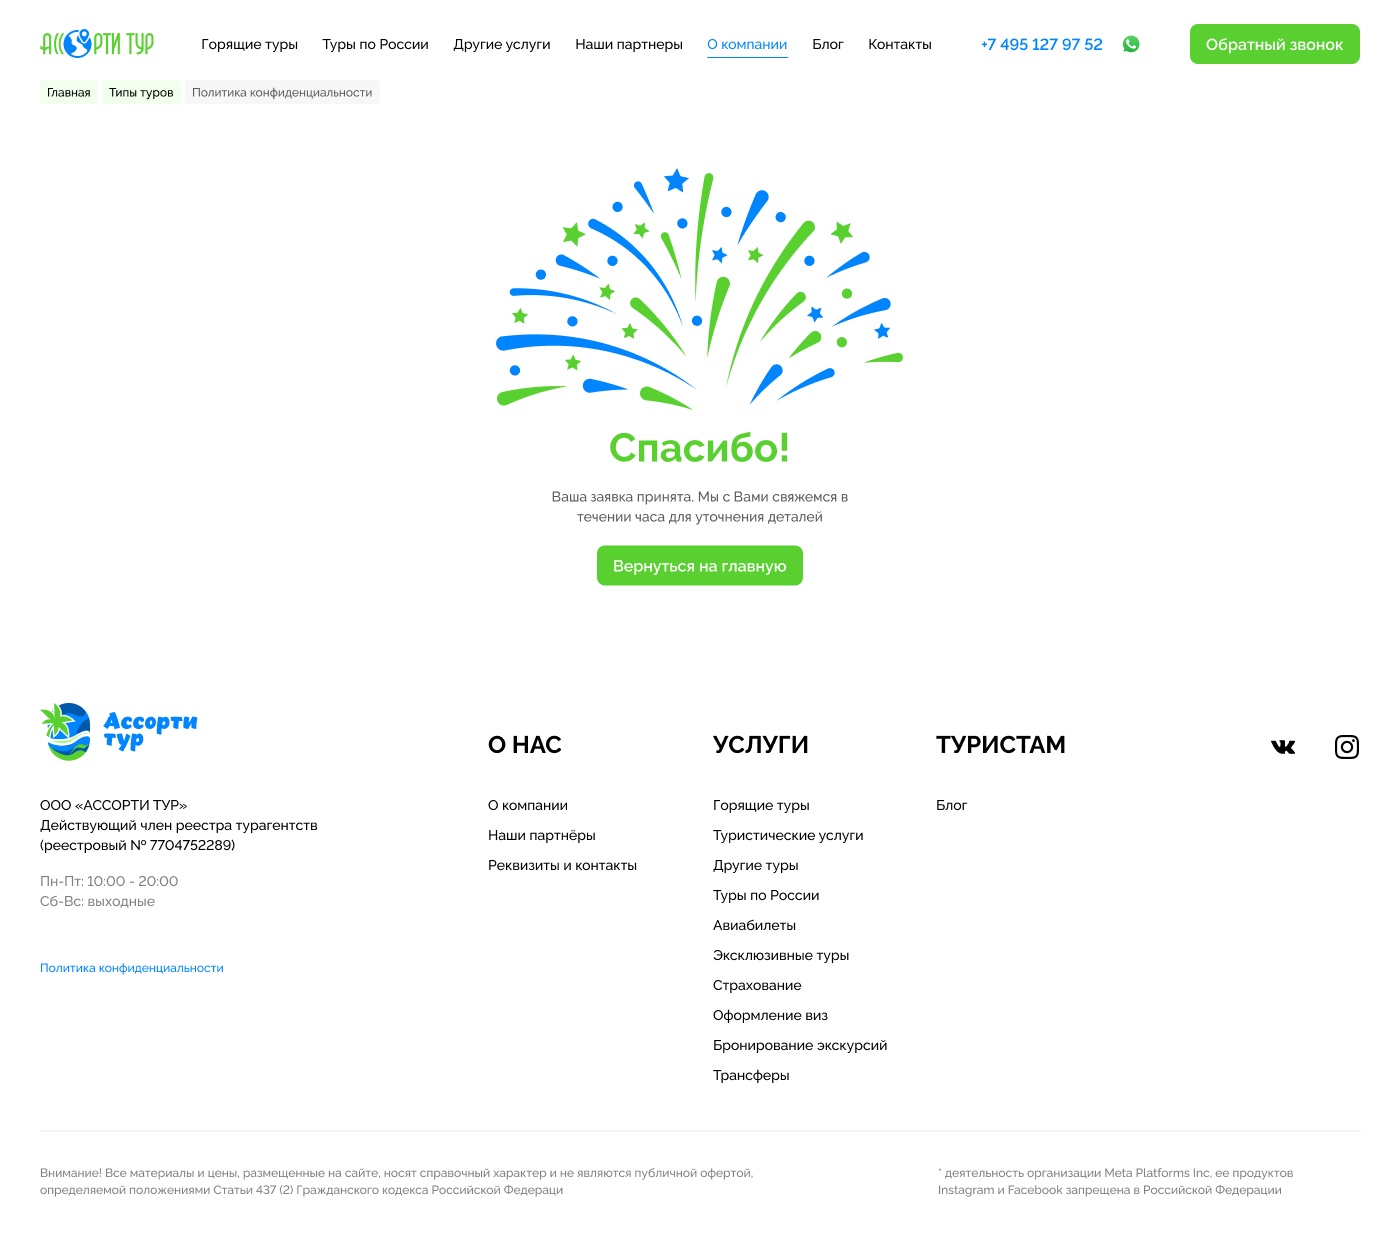 АССОРТИ ТУР
Горящие туры
Туры по России
Другие услуги
Наши партнеры
О компании
Блог
Контакты
+7 495 127 97 52
Обратный звонок
Главная
Типы туров
Политика конфиденциальности
Спасибо!
Ваша заявка принята. Мы с Вами свяжемся в
течении часа для уточнения деталей
Вернуться на главную
Ассорти
тур
ООО «АССОРТИ ТУР»
Действующий член реестра турагентств
(реестровый № 7704752289)
Пн-Пт: 10:00 - 20:00
Сб-Вс: выходные
Политика конфиденциальности
О НАС
О компании
Наши партнёры
Реквизиты и контакты
УСЛУГИ
Горящие туры
Туристические услуги
Другие туры
Туры по России
Авиабилеты
Эксклюзивные туры
Страхование
Оформление виз
Бронирование экскурсий
Трансферы
ТУРИСТАМ
Блог
Внимание! Все материалы и цены, размещенные на сайте, носят справочный характер и не являются публичной офертой,
определяемой положениями Статьи 437 (2) Гражданского кодекса Российской Федераци
* деятельность организации Meta Platforms Inc, ее продуктов
Instagram и Facebook запрещена в Российской Федерации